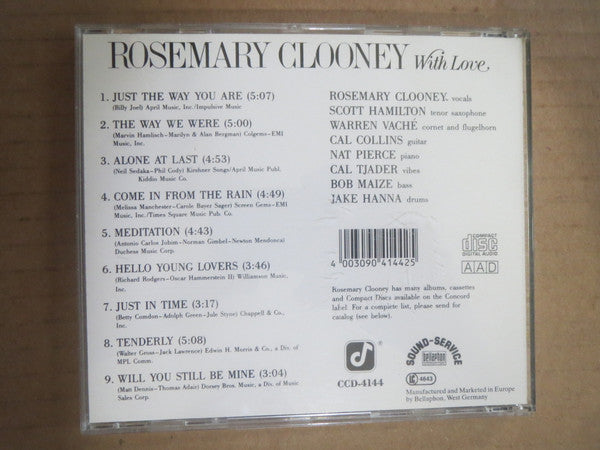 ROSEMARY CLOONEY With Love
1. JUST THE WAY YOU ARE (5:07)
(Billy Joel) April Music, Inc./Impulsive Music
2. THE WAY WE WERE (5:00)
(Marvin Hamlisch–Marilyn & Alan Bergman) Colgems-EMI
Music, Inc.
3. ALONE AT LAST (4:53)
(Neil Sedaka–Phil Cody) Kirshner Songs/April Music Publ.
Kiddio Music Co.
4. COME IN FROM THE RAIN (4:49)
(Melissa Manchester–Carole Bayer Sager) Screen Gems-EMI
Music, Inc./Times Square Music Pub. Co.
5. MEDITATION (4:43)
(Antonio Carlos Jobim–Norman Gimbel–Newton Mendonca)
Duchess Music Corp.
6. HELLO YOUNG LOVERS (3:46)
(Richard Rodgers–Oscar Hammerstein II) Williamson Music,
Inc.
7. JUST IN TIME (3:17)
(Betty Comdon–Adolph Green–Jule Styne) Chappell & Co.,
Inc.
8. TENDERLY (5:08)
(Walter Gross–Jack Lawrence) Edwin H. Morris & Co., a Div. of
MPL Comm.
9. WILL YOU STILL BE MINE (3:04)
(Matt Dennis–Thomas Adair) Dorsey Bros. Music, a Div. of Music
Sales Corp.
ROSEMARY CLOONEY, vocals
SCOTT HAMILTON tenor saxophone
WARREN VACHÉ cornet and flugelhorn
CAL COLLINS guitar
NAT PIERCE piano
CAL TJADER vibes
BOB MAIZE bass
JAKE HANNA drums
4 003090 414425
COMPACT
disc
DIGITAL AUDIO
AAD
Rosemary Clooney has many albums, cassettes
and Compact Discs available on the Concord
label. For a complete list, please send for
catalog (see below).
CCD-4144
SOUND-SERVICE
bellaphon
LC 4643
Manufactured and Marketed in Europe
by Bellaphon, West Germany